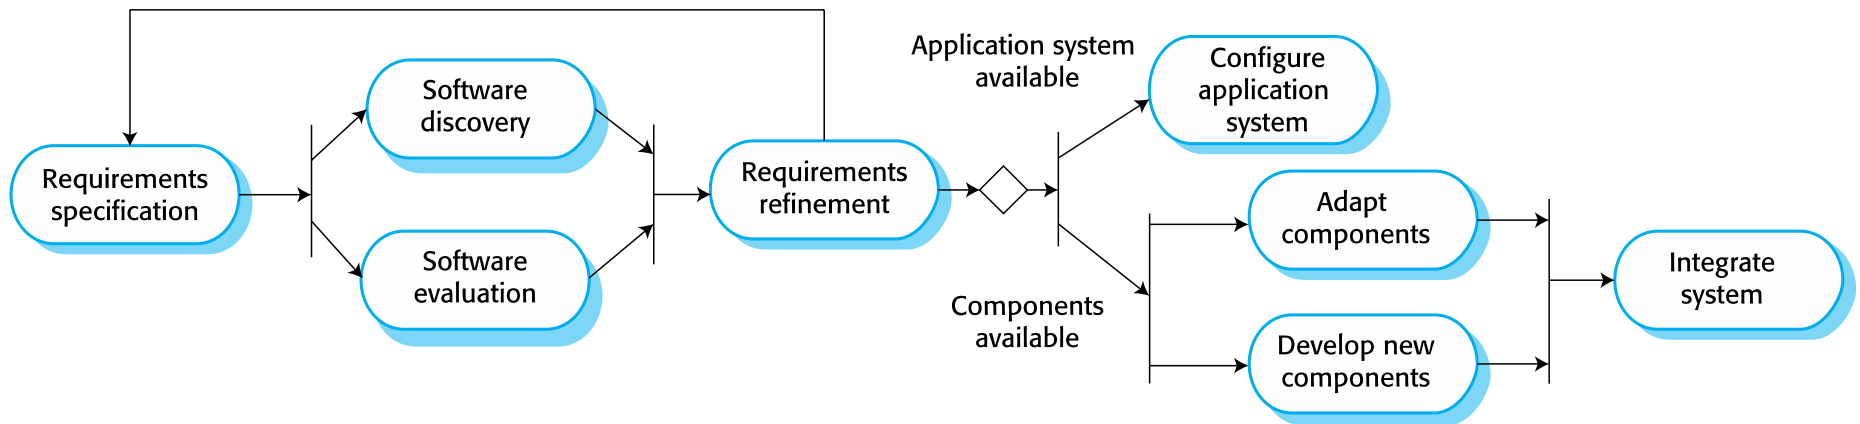 Requirements
specification
Software
discovery
Software
evaluation
Requirements
refinement
Application system
available
Configure
application
system
Components
available
Adapt
components
Develop new
components
Integrate
system